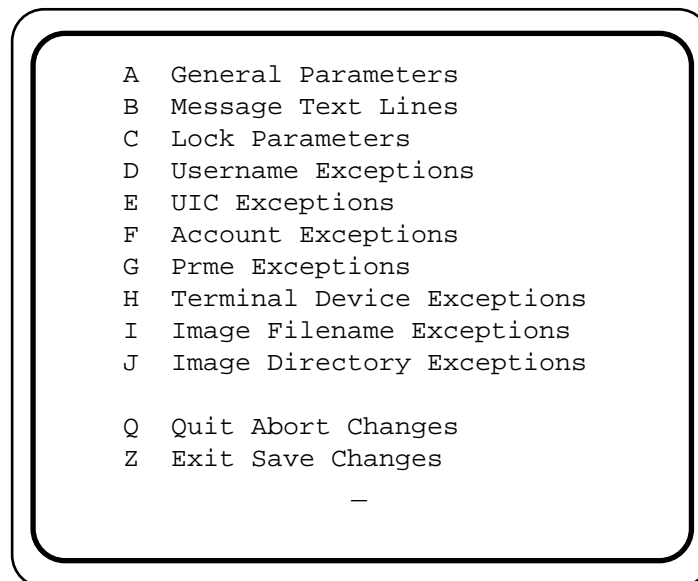 A  General Parameters
B  Message Text Lines
C  Lock Parameters
D  Username Exceptions
E  UIC Exceptions
F  Account Exceptions
G  Prme Exceptions
H  Terminal Device Exceptions
I  Image Filename Exceptions
J  Image Directory Exceptions
Q  Quit Abort Changes
Z  Exit Save Changes
_